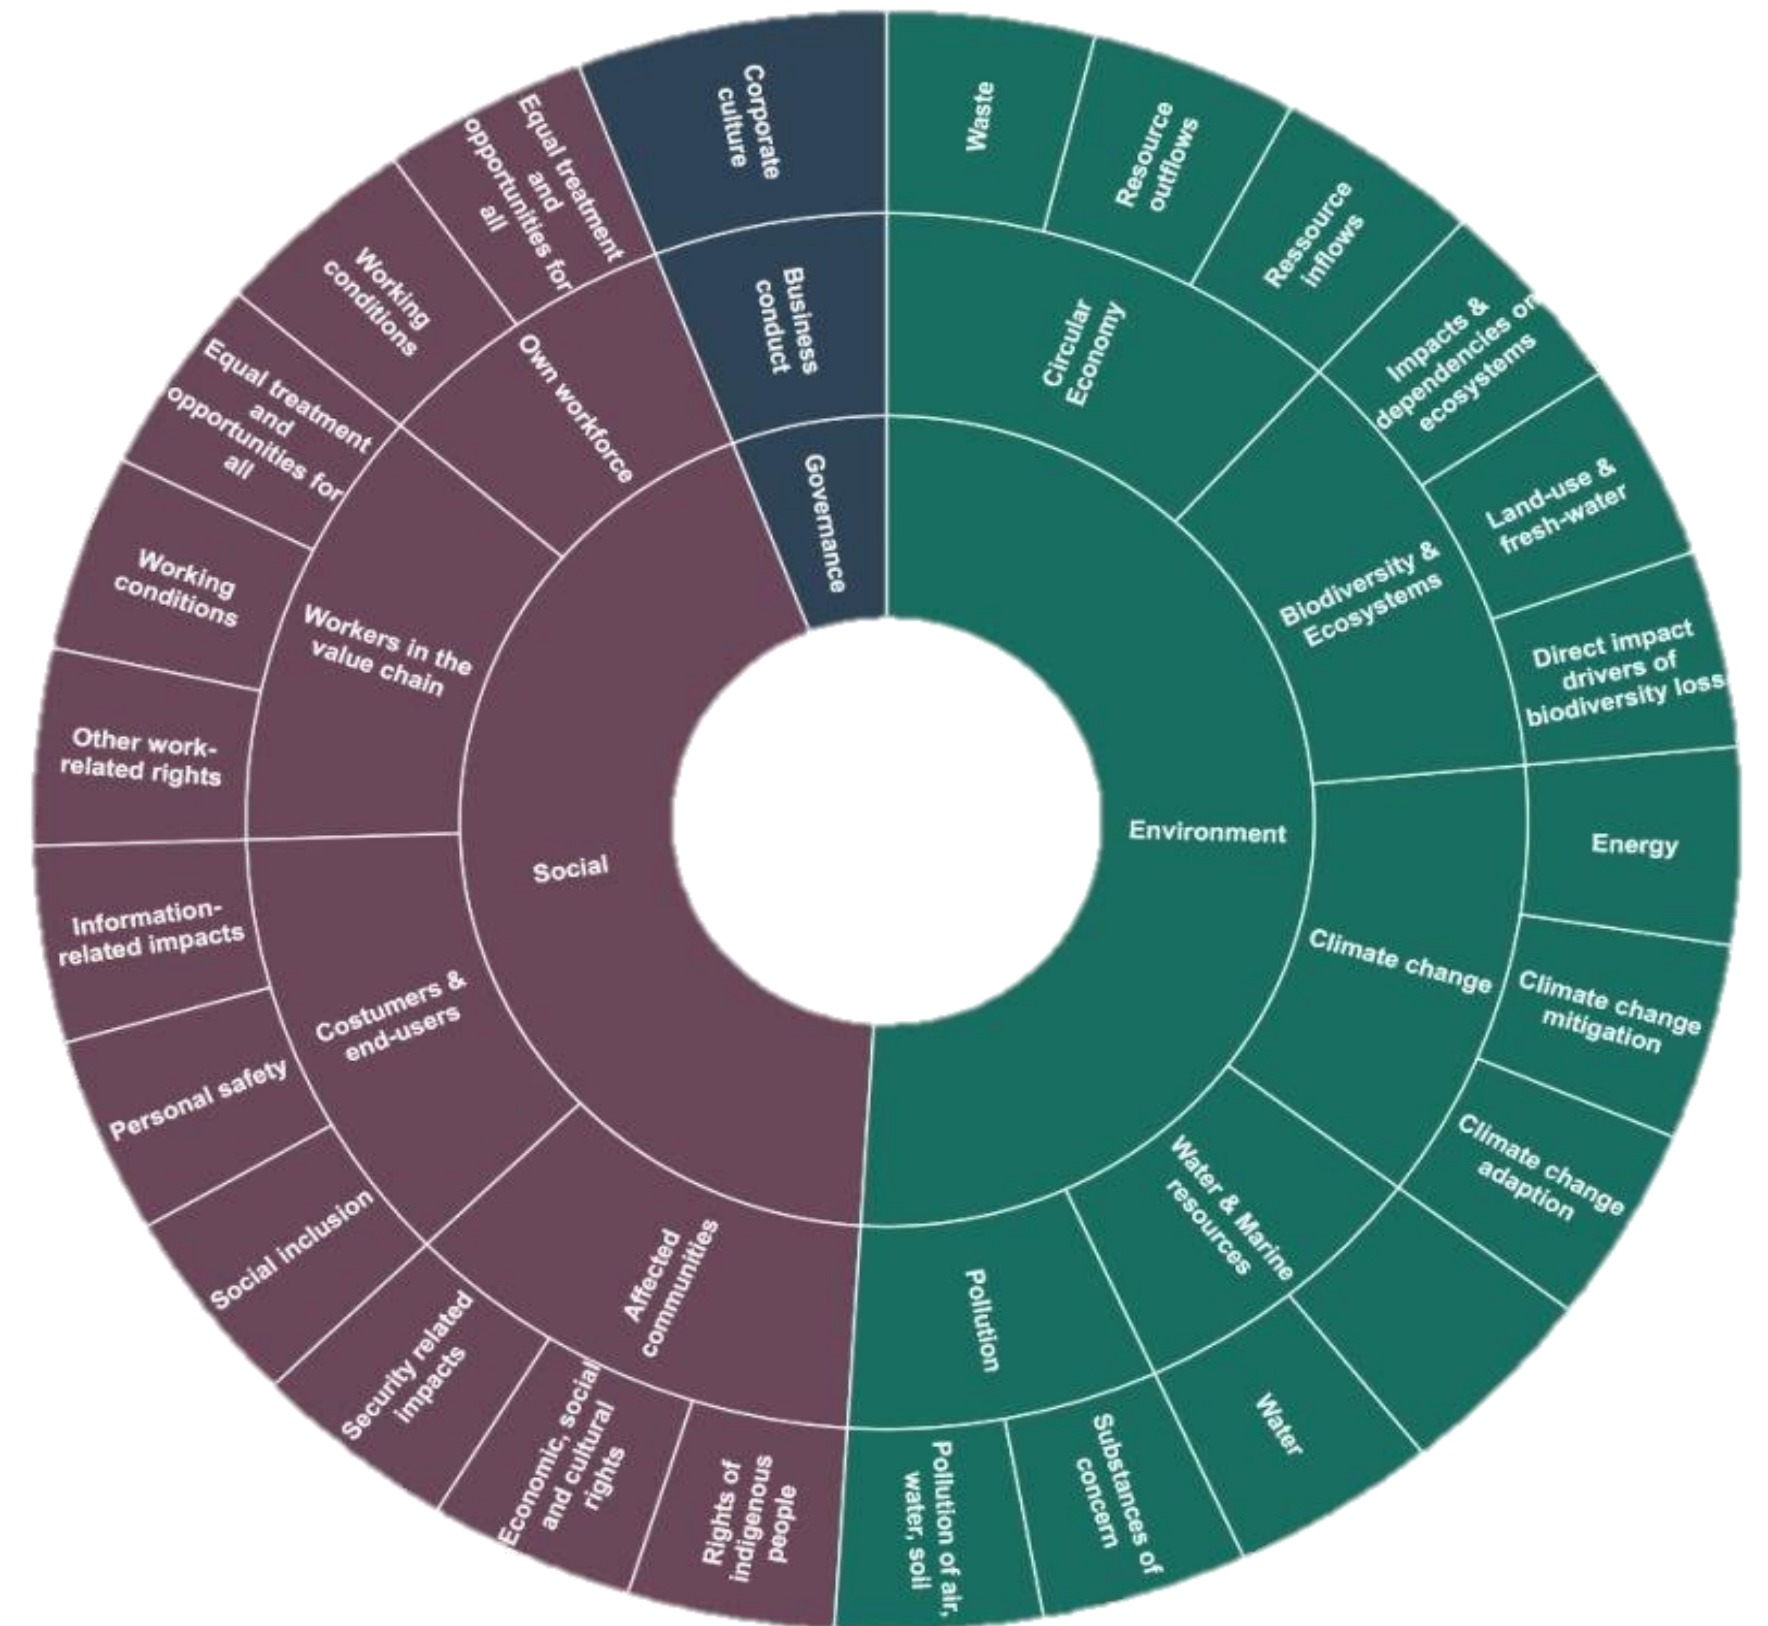 Environment
Circular
Economy
Waste
Resource
outflows
Ressource
inflows
Biodiversity &
Ecosystems
Impacts &
dependencies on
ecosystems
Land-use &
fresh-water
Direct impact
drivers of
biodiversity loss
Climate change
Energy
Climate change
mitigation
Climate change
adaption
Water & Marine
resources
Water
Pollution
Substances of
concern
Pollution of air,
water, soil
Social
Affected
communities
Rights of
indigenous
people
Economic, social
and cultural
rights
Security related
impacts
Costumers &
end-users
Social inclusion
Personal safety
Information-
related impacts
Workers in the
value chain
Other work-
related rights
Working
conditions
Equal treatment
and
opportunities for
all
Own workforce
Working
conditions
Equal treatment
and
opportunities for
all
Governance
Business
conduct
Corporate
culture